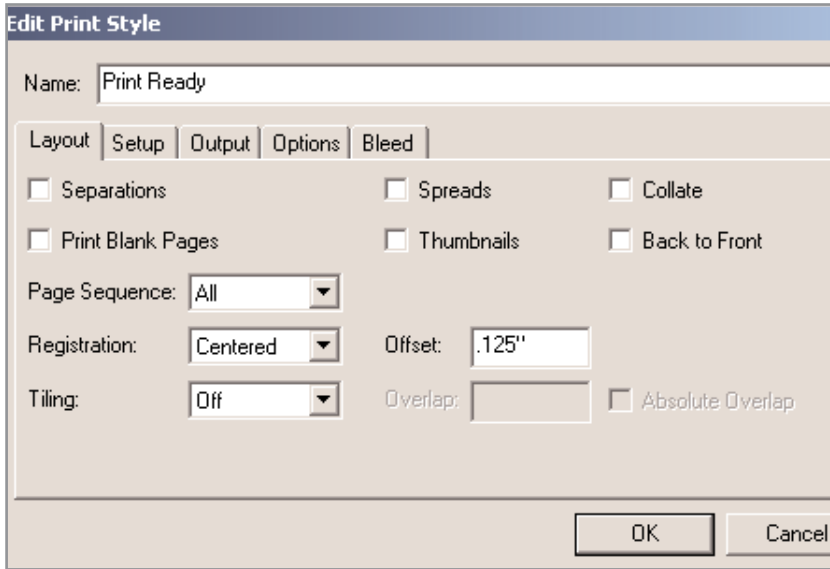 Edit Print Style
Name: Print Ready
Layout Setup Output Options Bleed
Separations Spreads Collate
Print Blank Pages Thumbnails Back to Front
Page Sequence: All
Registration: Centered Offset: .125"
Tiling: Off Overlap: Absolute Overlap
OK Cancel